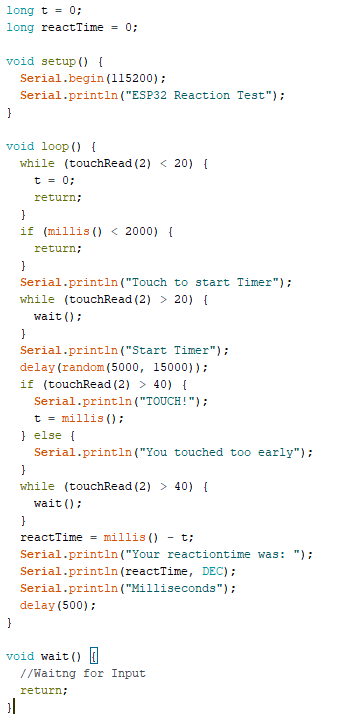 long t = 0;
long reactTime = 0;

void setup() {
  Serial.begin(115200);
  Serial.println("ESP32 Reaction Test");
}

void loop() {
  while (touchRead(2) < 20) {
    t = 0;
    return;
  }
  if (millis() < 2000) {
    return;
  }
  Serial.println("Touch to start Timer");
  while (touchRead(2) > 20) {
    wait();
  }
  Serial.println("Start Timer");
  delay(random(5000, 15000));
  if (touchRead(2) > 40) {
    Serial.println("TOUCH!");
    t = millis();
  } else {
    Serial.println("You touched too early");
  }
  while (touchRead(2) > 40) {
    wait();
  }
  reactTime = millis() - t;
  Serial.println("Your reactiontime was: ");
  Serial.println(reactTime, DEC);
  Serial.println("Milliseconds");
  delay(500);
}

void wait() {
  //Waitng for Input
  return;
}